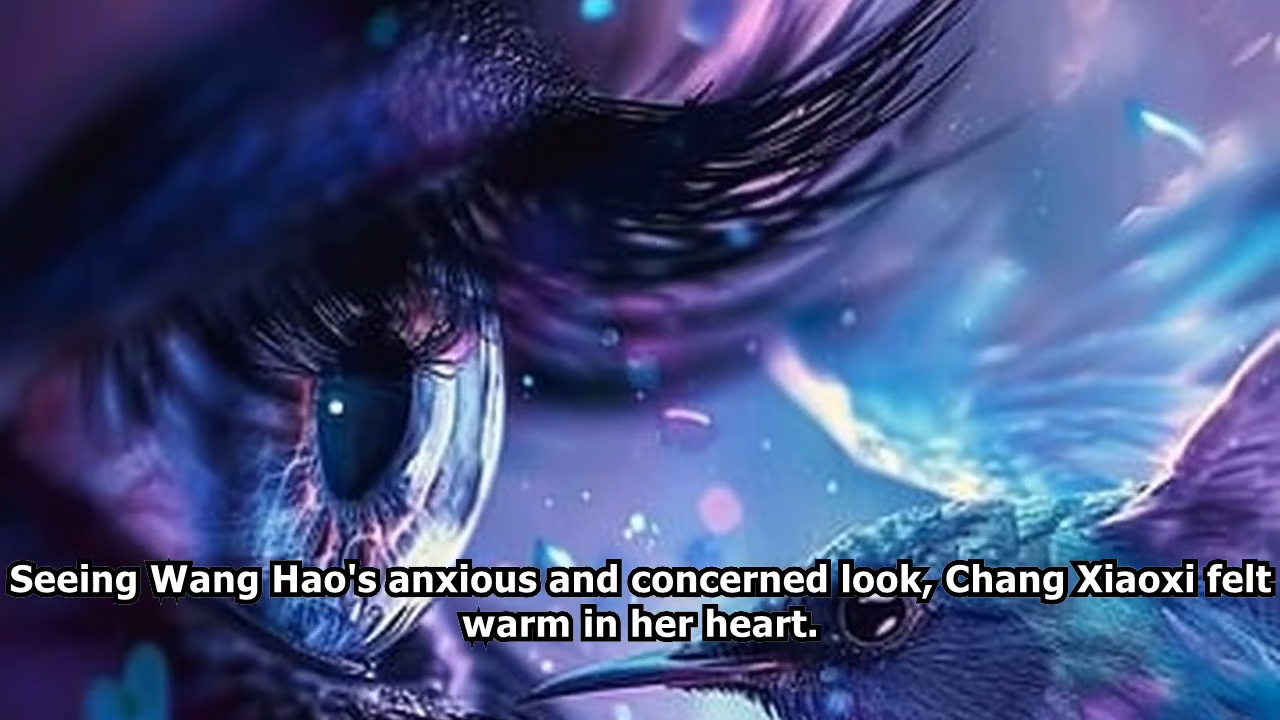 Seeing Wang Hao's anxious and concerned look, Chang Xiaoxi felt
warm in her heart.